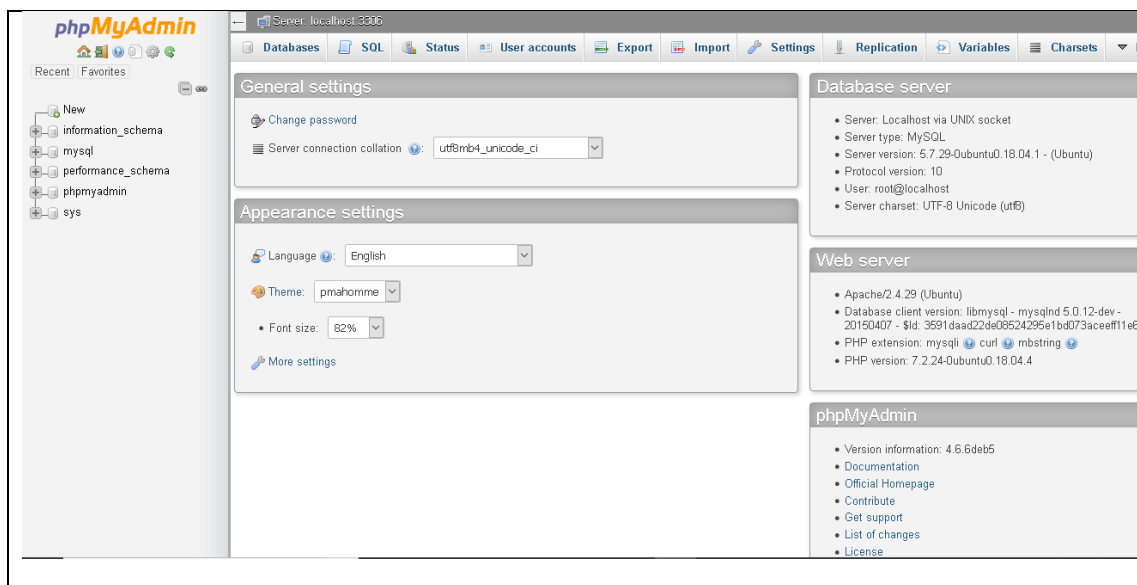 phpMyAdmin
Recent Favorites
New
information_schema
mysql
performance_schema
phpmyadmin
sys
Server: localhost:3306
Databases SQL Status User accounts Export Import Settings Replication Variables Charsets
General settings
Change password
Server connection collation : utf8mb4_unicode_ci
Appearance settings
Language : English
Theme: pmahomme
• Font size: 82%
More settings
Database server
• Server: Localhost via UNIX socket
• Server type: MySQL
• Server version: 5.7.29-0ubuntu0.18.04.1 - (Ubuntu)
• Protocol version: 10
• User: root@localhost
• Server charset: UTF-8 Unicode (utf8)
Web server
• Apache/2.4.29 (Ubuntu)
• Database client version: libmysql - mysqlnd 5.0.12-dev -
20150407 - $Id: 3591daad22de08524295e1bd073aceeff11e6
• PHP extension: mysqli curl mbstring
• PHP version: 7.2.24-0ubuntu0.18.04.4
phpMyAdmin
• Version information: 4.6.6deb5
• Documentation
• Official Homepage
• Contribute
• Get support
• List of changes
• License